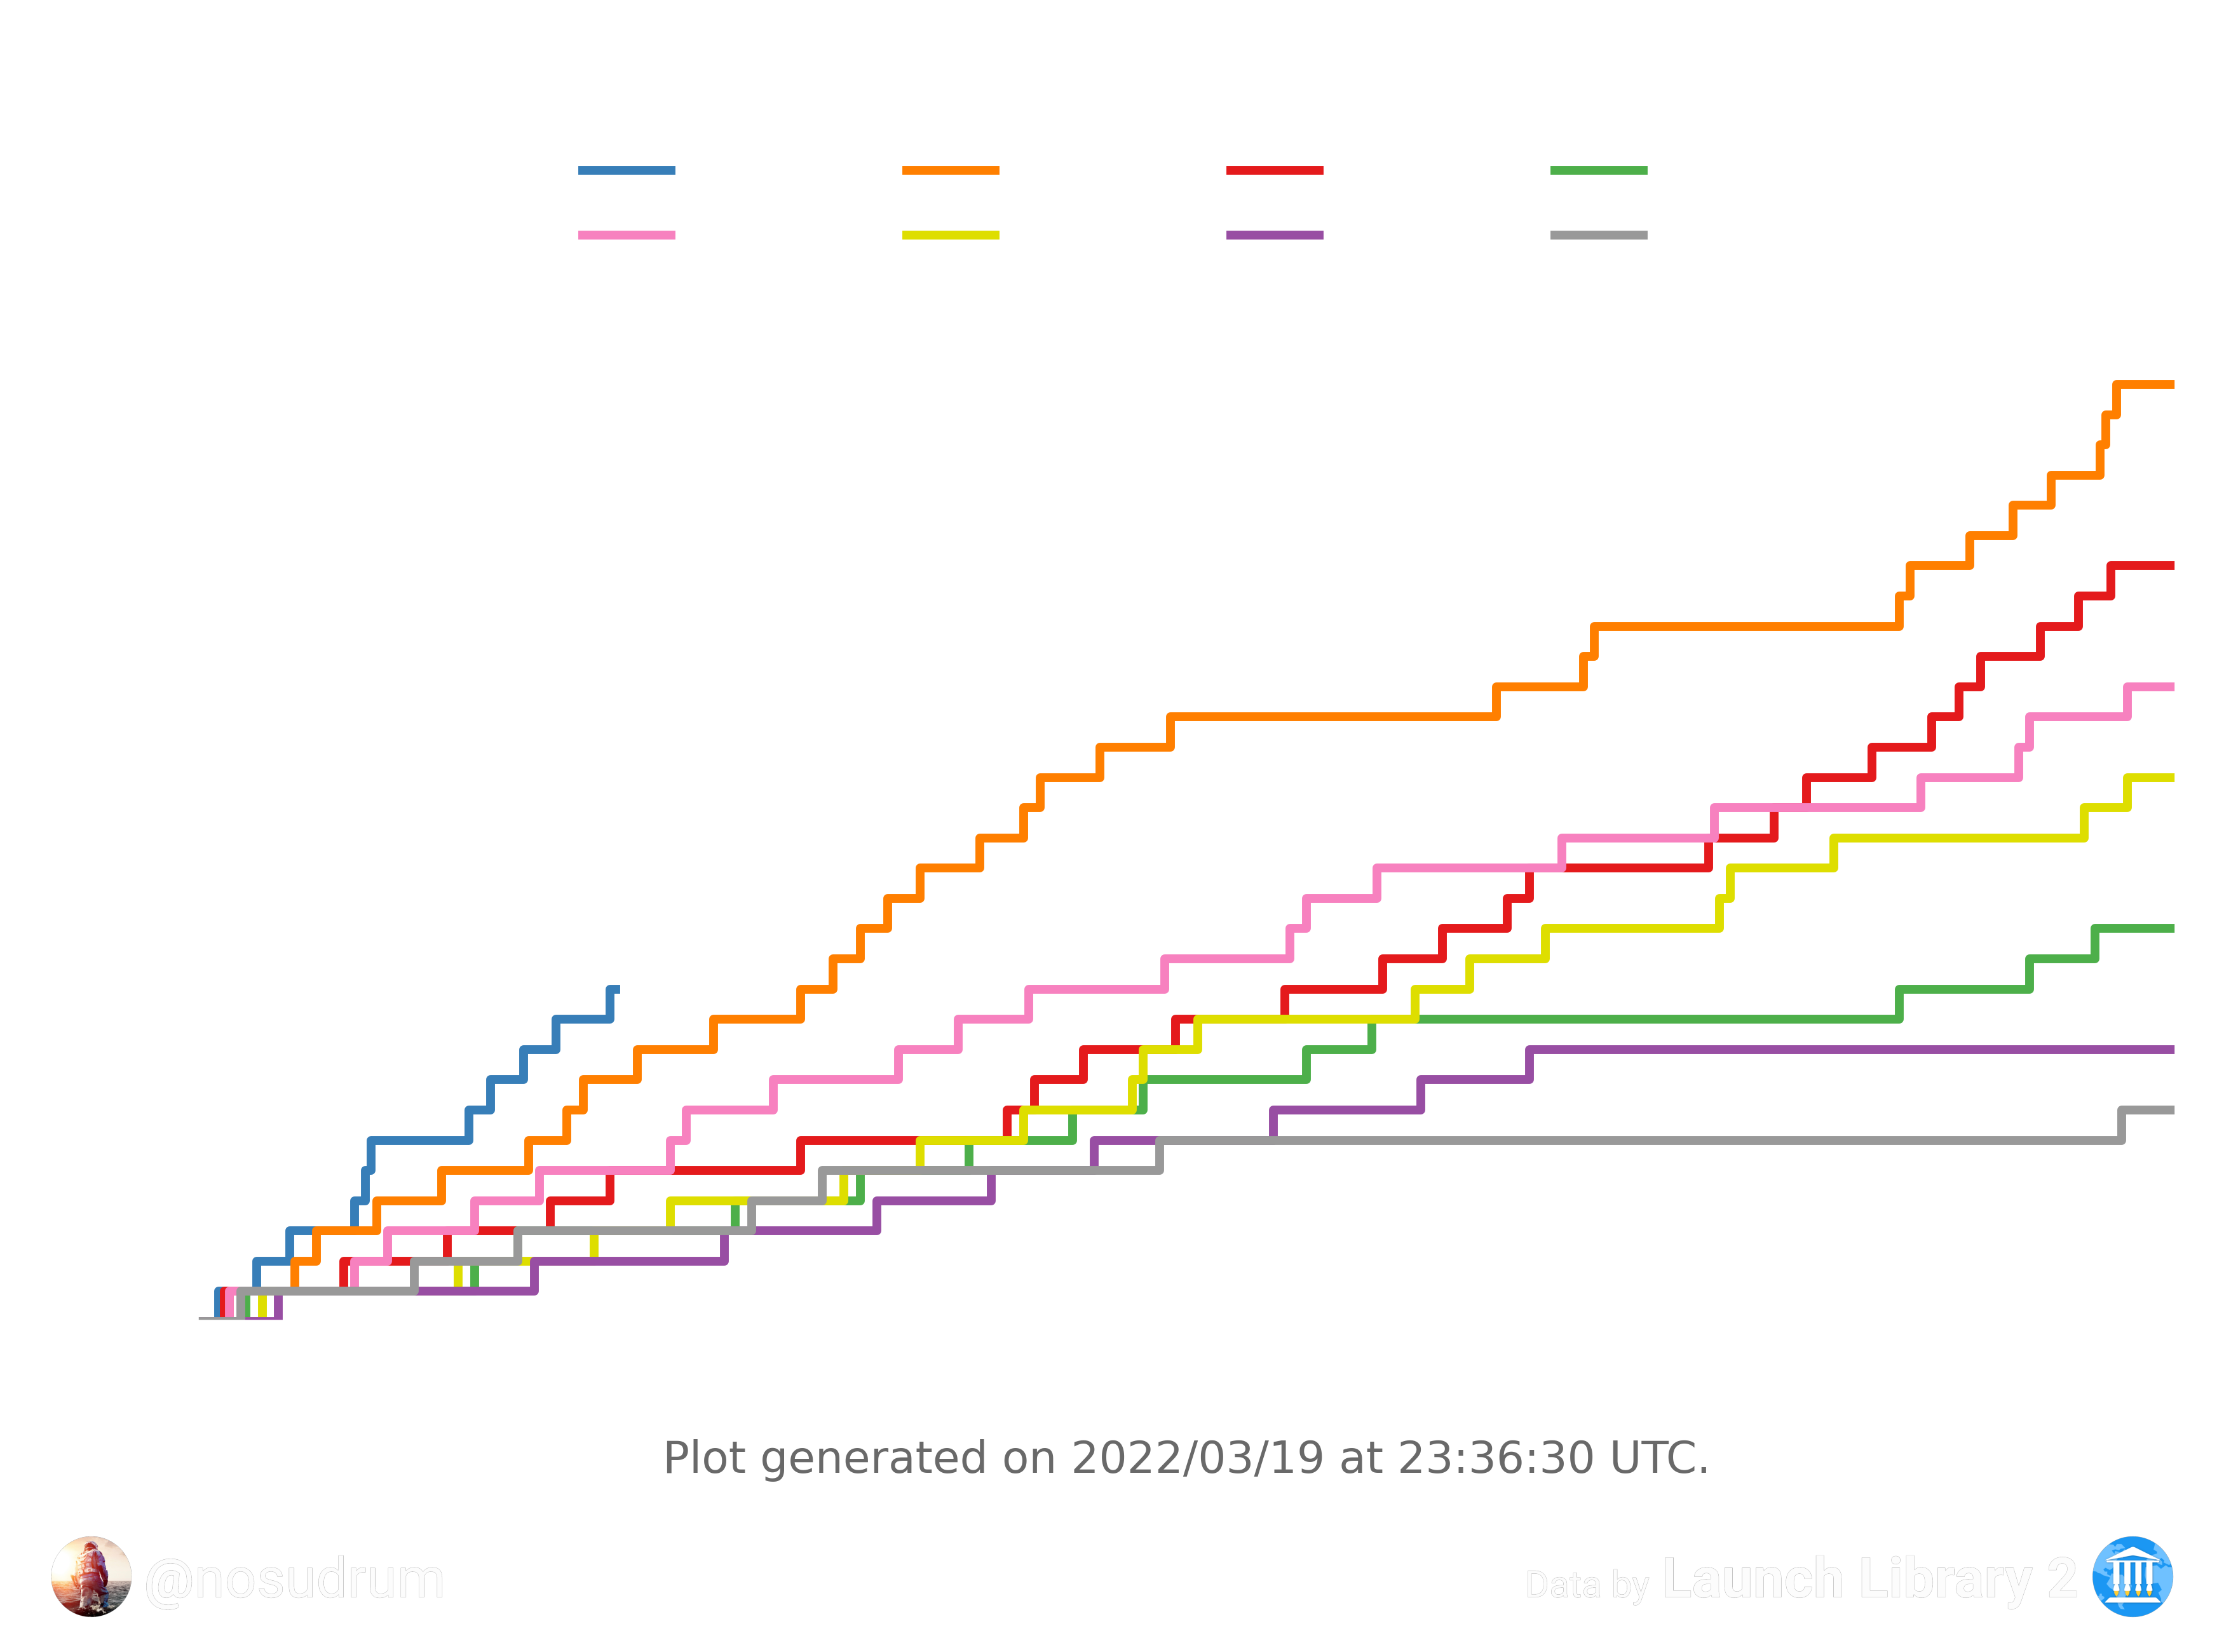 Plot generated on 2022/03/19 at 23:36:30 UTC.
@nosudrum
Data by Launch Library 2